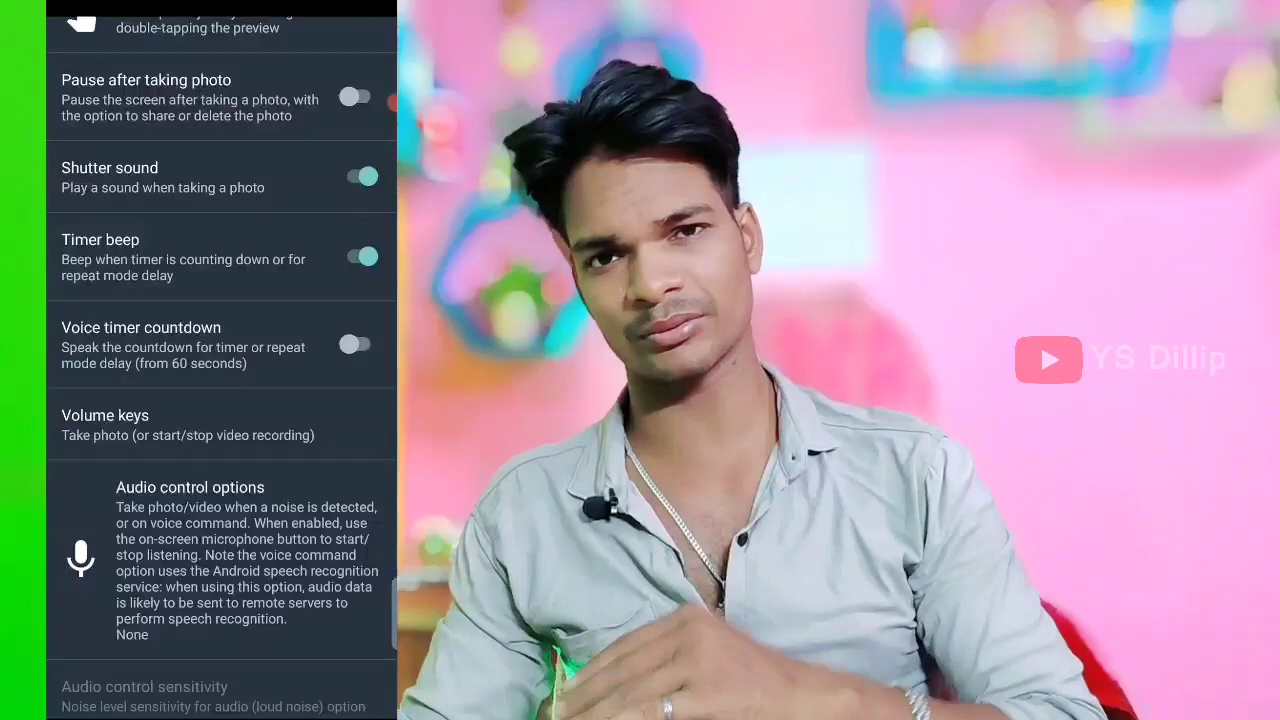 double-tapping the preview
Pause after taking photo
Pause the screen after taking a photo, with
the option to share or delete the photo
Shutter sound
Play a sound when taking a photo
Timer beep
Beep when timer is counting down or for
repeat mode delay
Voice timer countdown
Speak the countdown for timer or repeat
mode delay (from 60 seconds)
Volume keys
Take photo (or start/stop video recording)
Audio control options
Take photo/video when a noise is detected,
or on voice command. When enabled, use
the on-screen microphone button to start/
stop listening. Note the voice command
option uses the Android speech recognition
service: when using this option, audio data
is likely to be sent to remote servers to
perform speech recognition.
None
Audio control sensitivity
Noise level sensitivity for audio (loud noise) option
YS Dillip